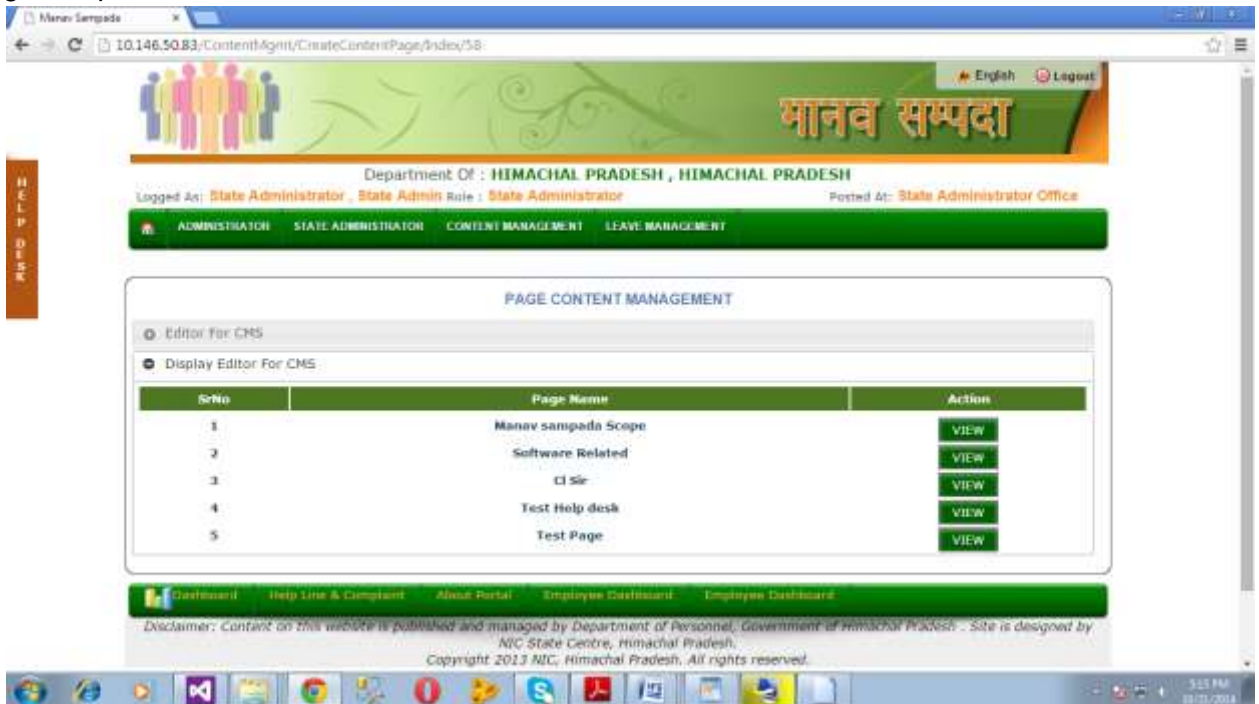 Manav Sampada
10.146.50.83/ContentMgmt/CreateContentPage/Index/58
English Logout
मानव सम्पदा
Department Of : HIMACHAL PRADESH , HIMACHAL PRADESH
Logged As: State Administrator , State Admin Role : State Administrator Posted At: State Administrator Office
HELP DESK
ADMINISTRATOR STATE ADMINISTRATOR CONTENT MANAGEMENT LEAVE MANAGEMENT
PAGE CONTENT MANAGEMENT
Editor For CMS
Display Editor For CMS
SrNo Page Name Action
1 Manav sampada Scope VIEW
2 Software Related VIEW
3 Cl Sir VIEW
4 Test Help desk VIEW
5 Test Page VIEW
Dashboard Help Line & Complaint About Portal Employee Dashboard Employee Dashboard
Disclaimer: Content on this website is published and managed by Department of Personnel, Government of Himachal Pradesh . Site is designed by
NIC State Centre, Himachal Pradesh.
Copyright 2013 NIC, Himachal Pradesh. All rights reserved.
3:15 PM